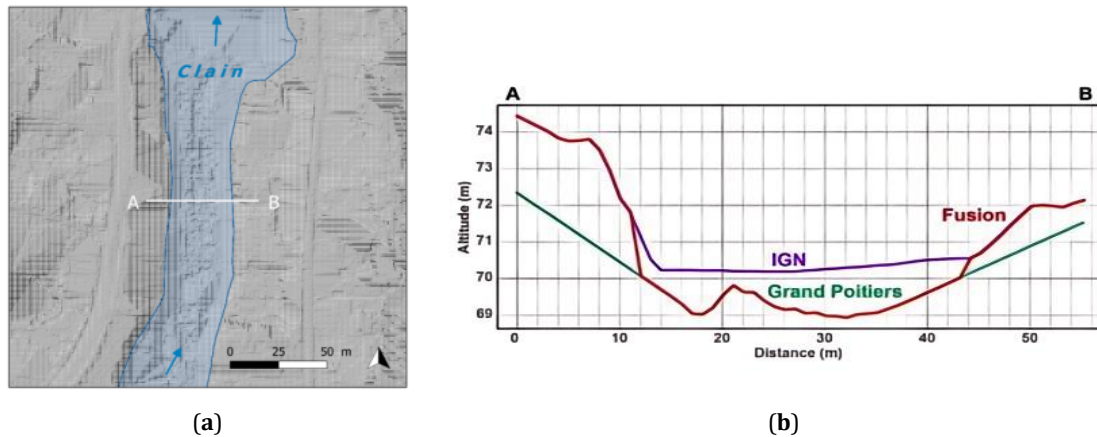 Clain
A B
0 25 50 m
(a)
A B
74
73
72
71
70
69
Altitude (m)
Fusion
IGN
Grand Poitiers
0 10 20 30 40 50
Distance (m)
(b)